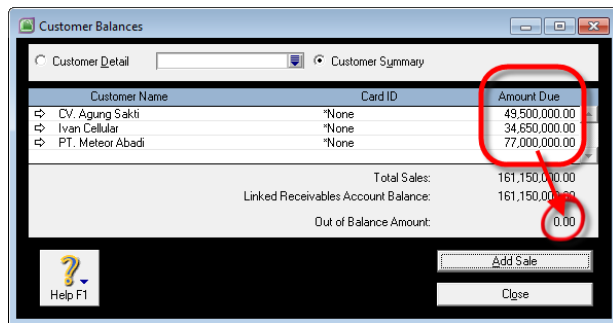 Customer Balances
Customer Detail Customer Summary
Customer Name Card ID Amount Due
CV. Agung Sakti *None 49,500,000.00
Ivan Cellular *None 34,650,000.00
PT. Meteor Abadi *None 77,000,000.00
Total Sales: 161,150,000.00
Linked Receivables Account Balance: 161,150,000.00
Out of Balance Amount: 0.00
Add Sale
Help F1
Close